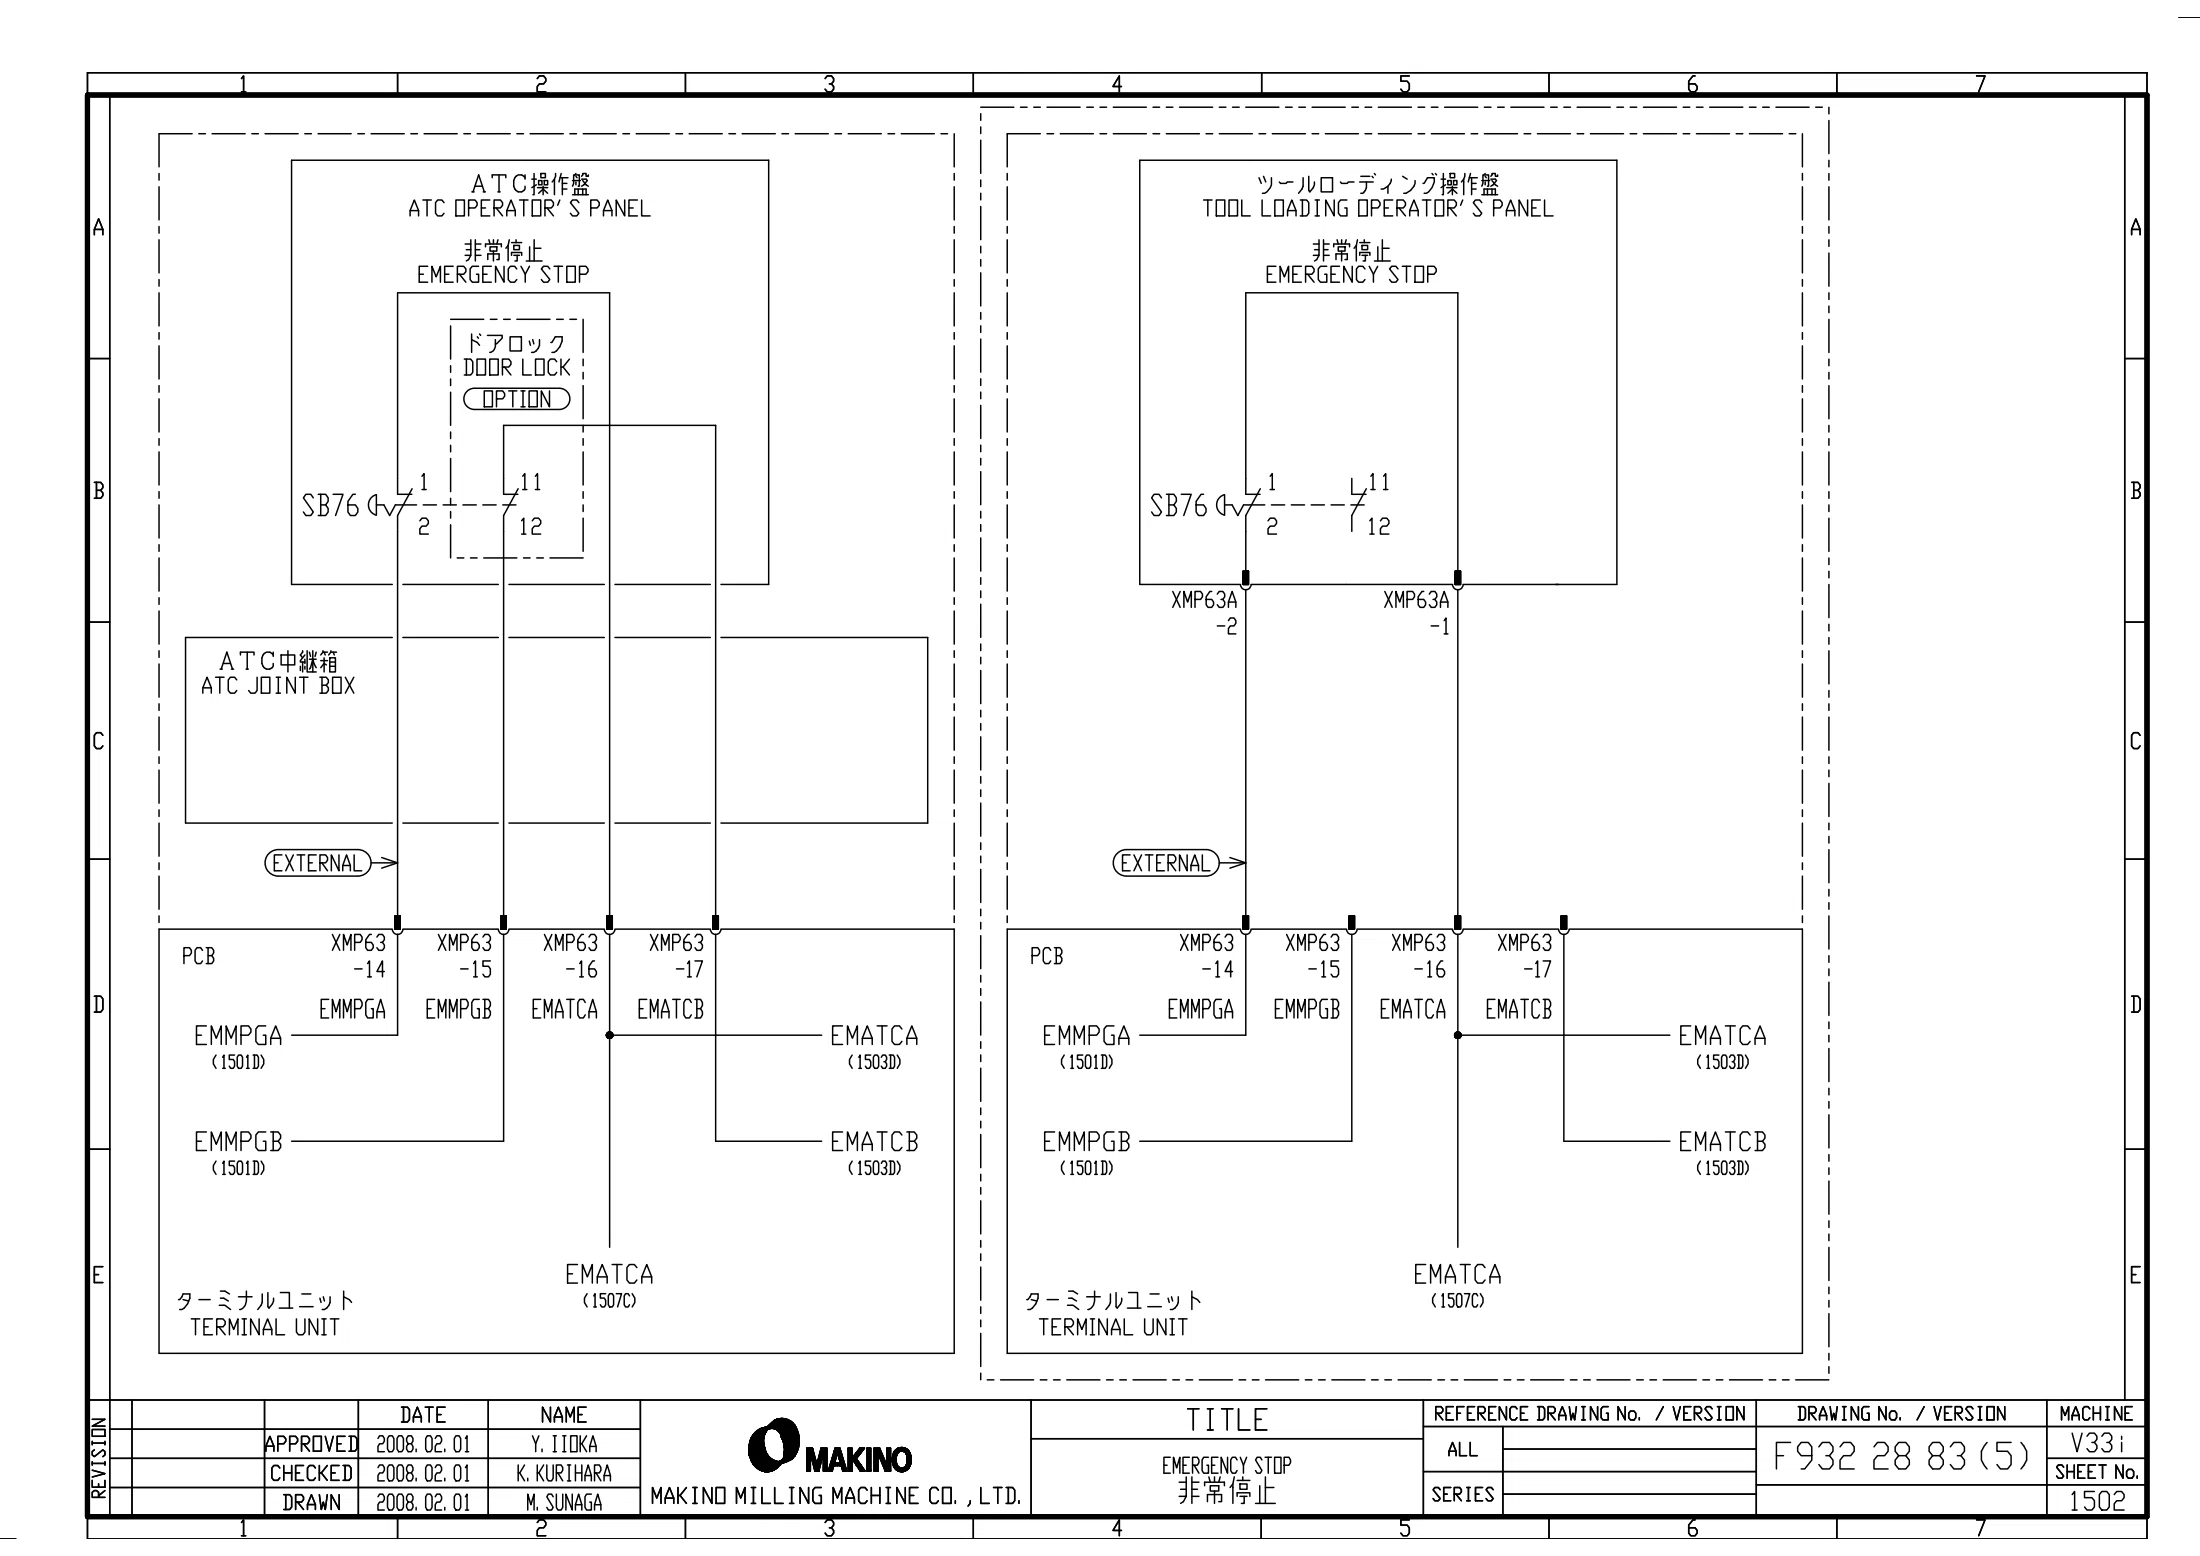 1 2 3 4 5 6 7
A
B
C
D
E
ATC操作盤
ATC OPERATOR'S PANEL
非常停止
EMERGENCY STOP
ドアロック
DOOR LOCK
OPTION
1
11
SB76
2
12
ATC中継箱
ATC JOINT BOX
EXTERNAL
PCB
XMP63
-14
XMP63
-15
XMP63
-16
XMP63
-17
EMMPGA
EMMPGB
EMATCA
EMATCB
EMMPGA
(1501D)
EMATCA
(1503D)
EMMPGB
(1501D)
EMATCB
(1503D)
EMATCA
(1507C)
ターミナルユニット
TERMINAL UNIT
ツールローディング操作盤
TOOL LOADING OPERATOR'S PANEL
非常停止
EMERGENCY STOP
1
11
SB76
2
12
XMP63A
-2
XMP63A
-1
EXTERNAL
PCB
XMP63
-14
XMP63
-15
XMP63
-16
XMP63
-17
EMMPGA
EMMPGB
EMATCA
EMATCB
EMMPGA
(1501D)
EMATCA
(1503D)
EMMPGB
(1501D)
EMATCB
(1503D)
EMATCA
(1507C)
ターミナルユニット
TERMINAL UNIT
A
B
C
D
E
REVISION
DATE NAME
APPROVED 2008.02.01 Y. IIOKA
CHECKED 2008.02.01 K. KURIHARA
DRAWN 2008.02.01 M. SUNAGA
MAKINO
MAKINO MILLING MACHINE CO.,LTD.
TITLE
EMERGENCY STOP
非常停止
REFERENCE DRAWING No. / VERSION
ALL
SERIES
DRAWING No. / VERSION
F932 28 83(5)
MACHINE
V33i
SHEET No.
1502
1 2 3 4 5 6 7